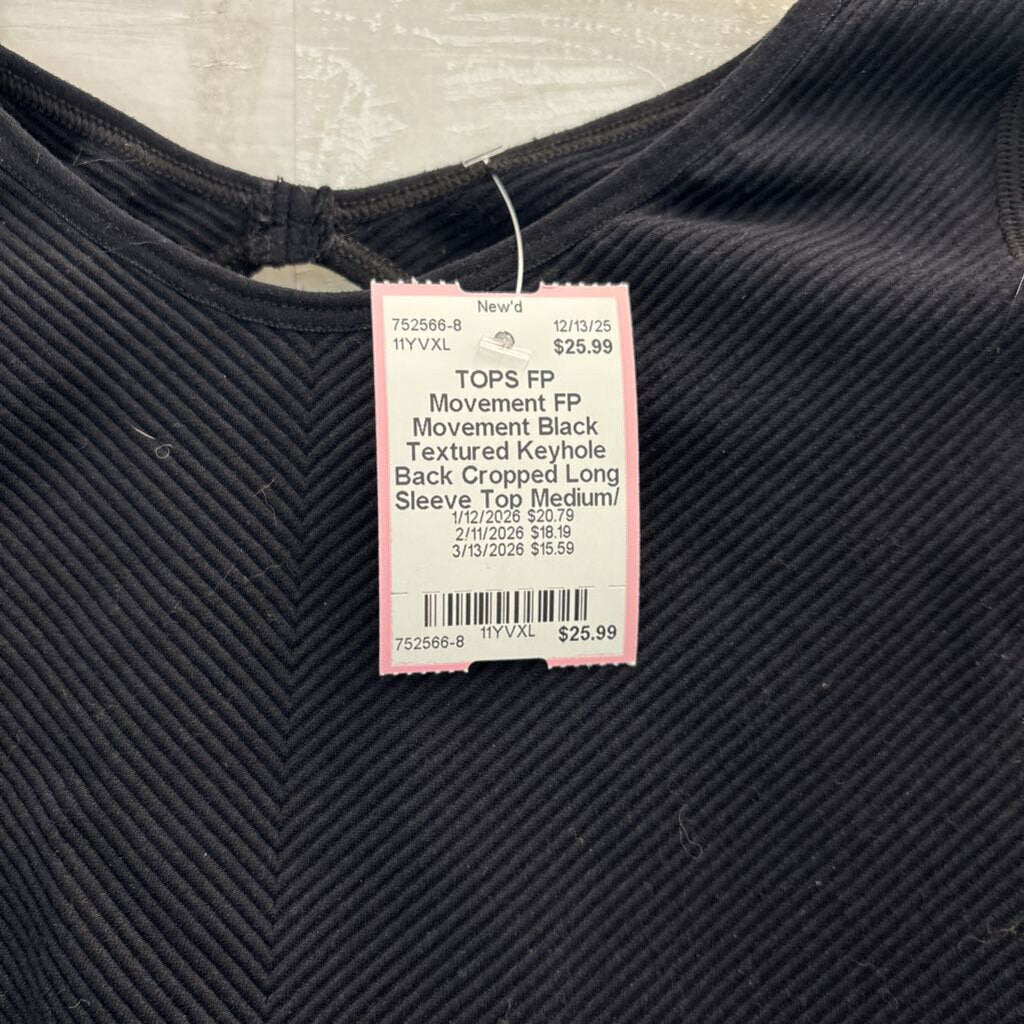 New'd
752566-8 12/13/25
11YVXL $25.99
TOPS FP
Movement FP
Movement Black
Textured Keyhole
Back Cropped Long
Sleeve Top Medium/
1/12/2026 $20.79
2/11/2026 $18.19
3/13/2026 $15.59
752566-8 11YVXL $25.99